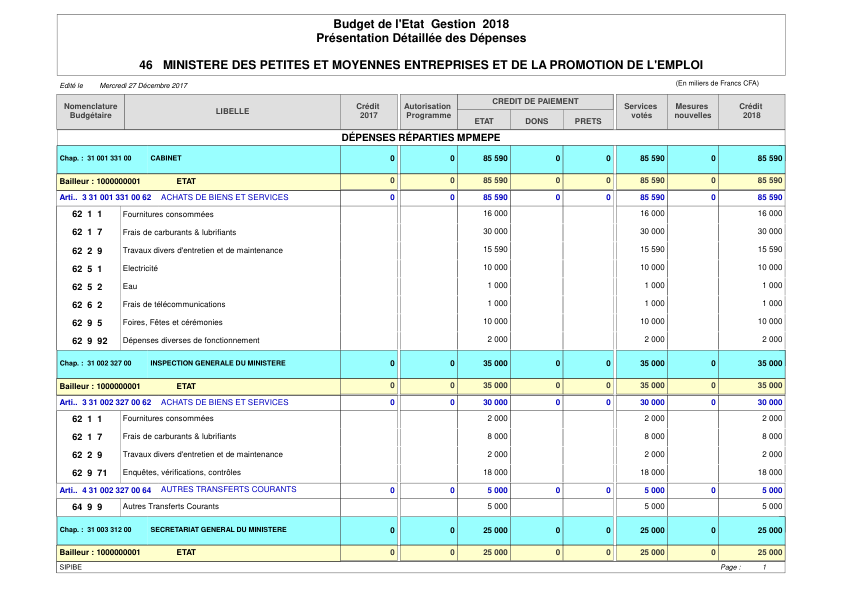 Budget de l'Etat  Gestion  2018
Présentation Détaillée des Dépenses
46   MINISTERE DES PETITES ET MOYENNES ENTREPRISES ET DE LA PROMOTION DE L'EMPLOI
Edité le   Mercredi 27 Décembre 2017   (En miliers de Francs CFA)
Nomenclature Budgétaire   LIBELLE   Crédit 2017   Autorisation Programme   CREDIT DE PAIEMENT   ETAT   DONS   PRETS   Services votés   Mesures nouvelles   Crédit 2018
DÉPENSES RÉPARTIES MPMEPE
Chap. :  31 001 331 00   CABINET   0   0   85 590   0   0   85 590   0   85 590
Bailleur : 1000000001   ETAT   0   0   85 590   0   0   85 590   0   85 590
Arti..  3 31 001 331 00 62   ACHATS DE BIENS ET SERVICES   0   0   85 590   0   0   85 590   0   85 590
62  1  1   Fournitures consommées   16 000   16 000   16 000
62  1  7   Frais de carburants & lubrifiants   30 000   30 000   30 000
62  2  9   Travaux divers d'entretien et de maintenance   15 590   15 590   15 590
62  5  1   Electricité   10 000   10 000   10 000
62  5  2   Eau   1 000   1 000   1 000
62  6  2   Frais de télécommunications   1 000   1 000   1 000
62  9  5   Foires, Fêtes et cérémonies   10 000   10 000   10 000
62  9  92   Dépenses diverses de fonctionnement   2 000   2 000   2 000
Chap. :  31 002 327 00   INSPECTION GENERALE DU MINISTERE   0   0   35 000   0   0   35 000   0   35 000
Bailleur : 1000000001   ETAT   0   0   35 000   0   0   35 000   0   35 000
Arti..  3 31 002 327 00 62   ACHATS DE BIENS ET SERVICES   0   0   30 000   0   0   30 000   0   30 000
62  1  1   Fournitures consommées   2 000   2 000   2 000
62  1  7   Frais de carburants & lubrifiants   8 000   8 000   8 000
62  2  9   Travaux divers d'entretien et de maintenance   2 000   2 000   2 000
62  9  71   Enquêtes, vérifications, contrôles   18 000   18 000   18 000
Arti..  4 31 002 327 00 64   AUTRES TRANSFERTS COURANTS   0   0   5 000   0   0   5 000   0   5 000
64  9  9   Autres Transferts Courants   5 000   5 000   5 000
Chap. :  31 003 312 00   SECRETARIAT GENERAL DU MINISTERE   0   0   25 000   0   0   25 000   0   25 000
Bailleur : 1000000001   ETAT   0   0   25 000   0   0   25 000   0   25 000
SIPIBE   Page :   1